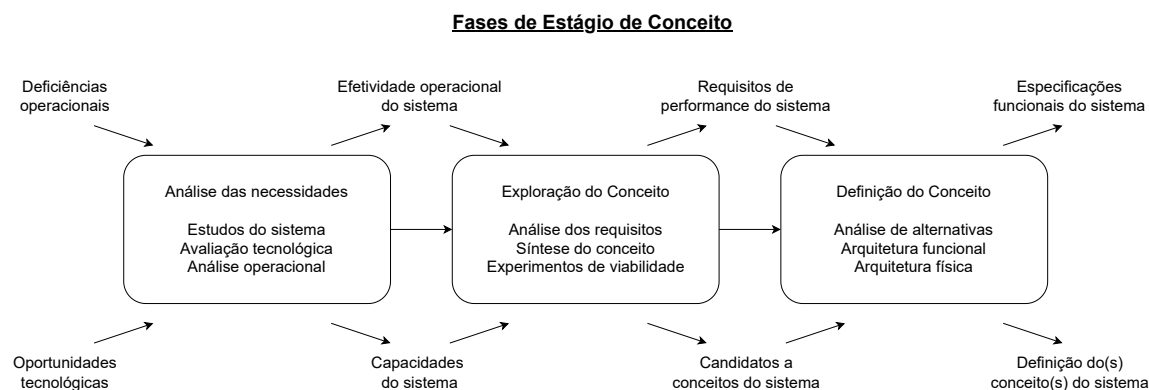 Fases de Estágio de Conceito
Deficiências
operacionais
Efetividade operacional
do sistema
Requisitos de
performance do sistema
Especificações
funcionais do sistema
Análise das necessidades
Estudos do sistema
Avaliação tecnológica
Análise operacional
Exploração do Conceito
Análise dos requisitos
Síntese do conceito
Experimentos de viabilidade
Definição do Conceito
Análise de alternativas
Arquitetura funcional
Arquitetura física
Oportunidades
tecnológicas
Capacidades
do sistema
Candidatos a
conceitos do sistema
Definição do(s)
conceito(s) do sistema